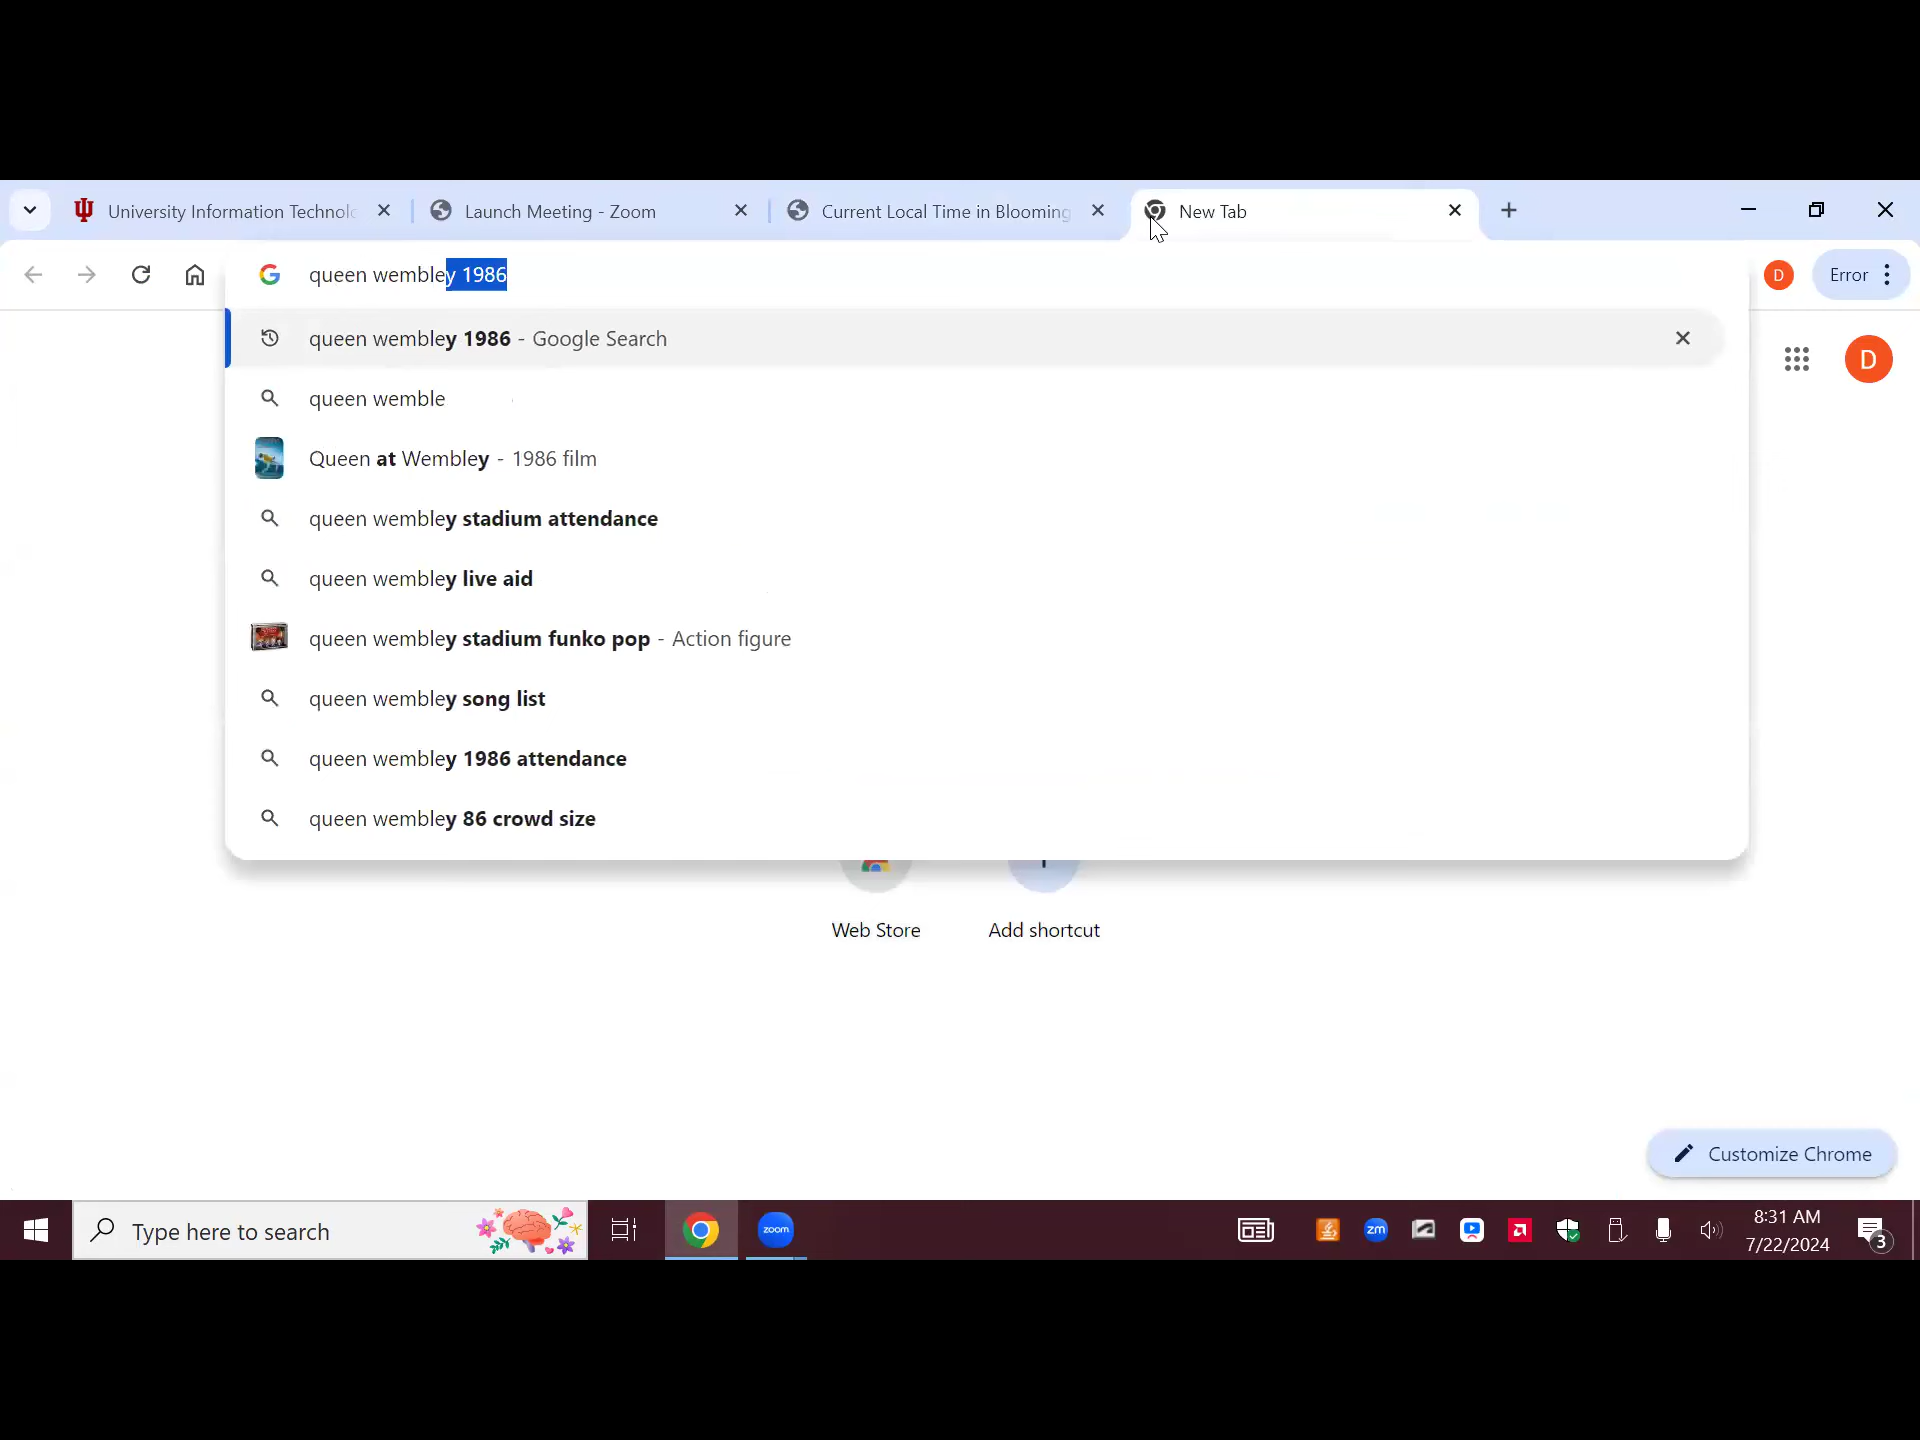 University Information Technolo
Launch Meeting - Zoom
Current Local Time in Blooming
New Tab
queen wembley 1986
D
Error
queen wembley 1986 - Google Search
D
queen wemble
Queen at Wembley - 1986 film
queen wembley stadium attendance
queen wembley live aid
queen wembley stadium funko pop - Action figure
queen wembley song list
queen wembley 1986 attendance
queen wembley 86 crowd size
Web Store
Add shortcut
Customize Chrome
Type here to search
zoom
zm
8:31 AM
7/22/2024
3